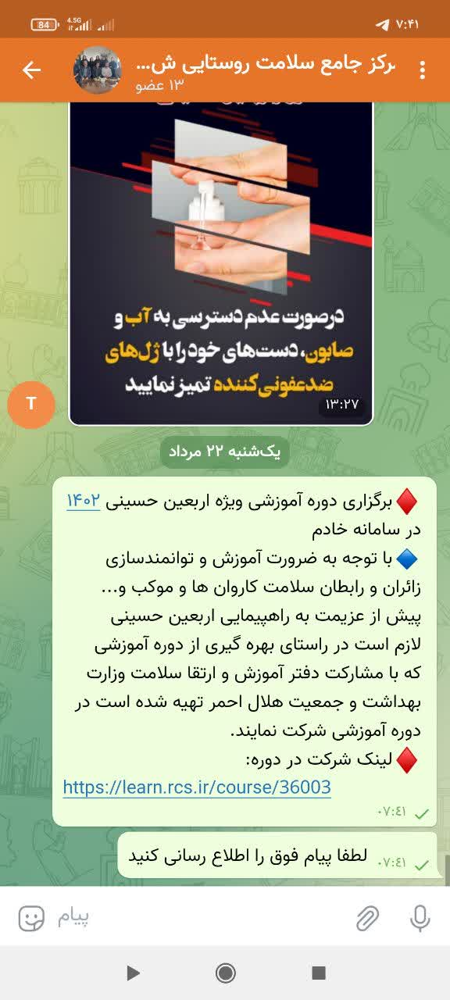 84
4.5G
۷:۴۱
مرکز جامع سلامت روستایی ش...
۱۳ عضو
درصورت عدم دسترسی به آب و
صابون، دست‌های خود را با ژل‌های
ضدعفونی‌کننده تمیز نمایید
۱۳:۲۷
T
یک‌شنبه ۲۲ مرداد
برگزاری دوره آموزشی ویژه اربعین حسینی ۱۴۰۲
در سامانه خادم
با توجه به ضرورت آموزش و توانمندسازی
زائران و رابطان سلامت کاروان ها و موکب و...
پیش از عزیمت به راهپیمایی اربعین حسینی
لازم است در راستای بهره گیری از دوره آموزشی
که با مشارکت دفتر آموزش و ارتقا سلامت وزارت
بهداشت و جمعیت هلال احمر تهیه شده است در
دوره آموزشی شرکت نمایند.
لینک شرکت در دوره:
https://learn.rcs.ir/course/36003
۰۷:٤١
لطفا پیام فوق را اطلاع رسانی کنید
۰۷:٤١
پیام